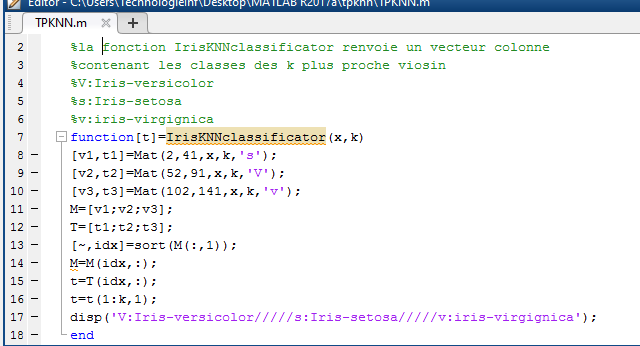 Editor - C:\Users\Technologieinf\Desktop\MATLAB R2017\a\tpknn\TPKNN.m
TPKNN.m
2 %la fonction IrisKNNclassificator renvoie un vecteur colonne
3 %contenant les classes des k plus proche viosin
4 %V:Iris-versicolor
5 %s:Iris-setosa
6 %v:iris-virgignica
7 function[t]=IrisKNNclassificator(x,k)
8 [v1,t1]=Mat(2,41,x,k,'s');
9 [v2,t2]=Mat(52,91,x,k,'V');
10 [v3,t3]=Mat(102,141,x,k,'v');
11 M=[v1;v2;v3];
12 T=[t1;t2;t3];
13 [~,idx]=sort(M(:,1));
14 M=M(idx,:);
15 t=T(idx,:);
16 t=t(1:k,1);
17 disp('V:Iris-versicolor/////s:Iris-setosa/////v:iris-virgignica');
18 end